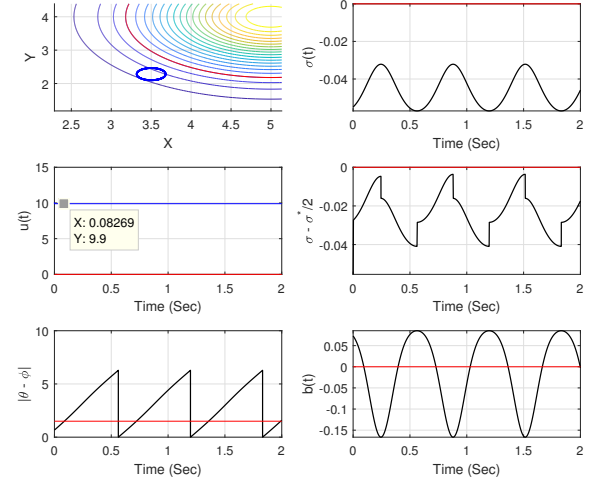 4
3
2
Y
2.5 3 3.5 4 4.5 5
X
0
-0.02
-0.04
σ(t)
0 0.5 1 1.5 2
Time (Sec)
15
10
5
0
u(t)
X: 0.08269
Y: 9.9
0 1 2
Time (Sec)
0
-0.02
-0.04
σ - σ*/2
0 0.5 1 1.5 2
Time (Sec)
10
5
0
|θ - ϕ|
0 0.5 1 1.5 2
Time (Sec)
0.05
0
-0.05
-0.1
-0.15
b(t)
0 0.5 1 1.5 2
Time (Sec)